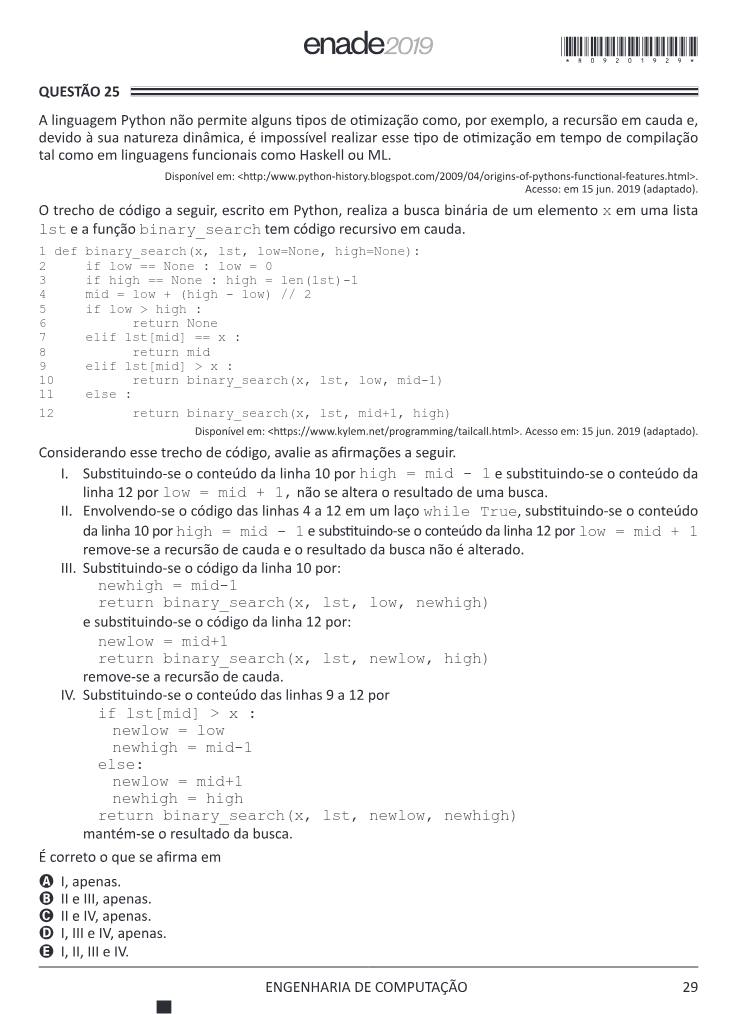 enade2019
*809201929*
QUESTÃO 25
A linguagem Python não permite alguns tipos de otimização como, por exemplo, a recursão em cauda e,
devido à sua natureza dinâmica, é impossível realizar esse tipo de otimização em tempo de compilação
tal como em linguagens funcionais como Haskell ou ML.
Disponível em: <http:/www.python-history.blogspot.com/2009/04/origins-of-pythons-functional-features.html>.
Acesso: em 15 jun. 2019 (adaptado).
O trecho de código a seguir, escrito em Python, realiza a busca binária de um elemento x em uma lista
lst e a função binary_search tem código recursivo em cauda.
1 def binary_search(x, lst, low=None, high=None):
2 if low == None : low = 0
3 if high == None : high = len(lst)-1
4 mid = low + (high - low) // 2
5 if low > high :
6 return None
7 elif lst[mid] == x :
8 return mid
9 elif lst[mid] > x :
10 return binary_search(x, lst, low, mid-1)
11 else :
12 return binary_search(x, lst, mid+1, high)
Disponível em: <https://www.kylem.net/programming/tailcall.html>. Acesso em: 15 jun. 2019 (adaptado).
Considerando esse trecho de código, avalie as afirmações a seguir.
I. Substituindo-se o conteúdo da linha 10 por high = mid - 1 e substituindo-se o conteúdo da
linha 12 por low = mid + 1, não se altera o resultado de uma busca.
II. Envolvendo-se o código das linhas 4 a 12 em um laço while True, substituindo-se o conteúdo
da linha 10 por high = mid - 1 e substituindo-se o conteúdo da linha 12 por low = mid + 1
remove-se a recursão de cauda e o resultado da busca não é alterado.
III. Substituindo-se o código da linha 10 por:
newhigh = mid-1
return binary_search(x, lst, low, newhigh)
e substituindo-se o código da linha 12 por:
newlow = mid+1
return binary_search(x, lst, newlow, high)
remove-se a recursão de cauda.
IV. Substituindo-se o conteúdo das linhas 9 a 12 por
if lst[mid] > x :
newlow = low
newhigh = mid-1
else:
newlow = mid+1
newhigh = high
return binary_search(x, lst, newlow, newhigh)
mantém-se o resultado da busca.
É correto o que se afirma em
A I, apenas.
B II e III, apenas.
C II e IV, apenas.
D I, III e IV, apenas.
E I, II, III e IV.
ENGENHARIA DE COMPUTAÇÃO 29